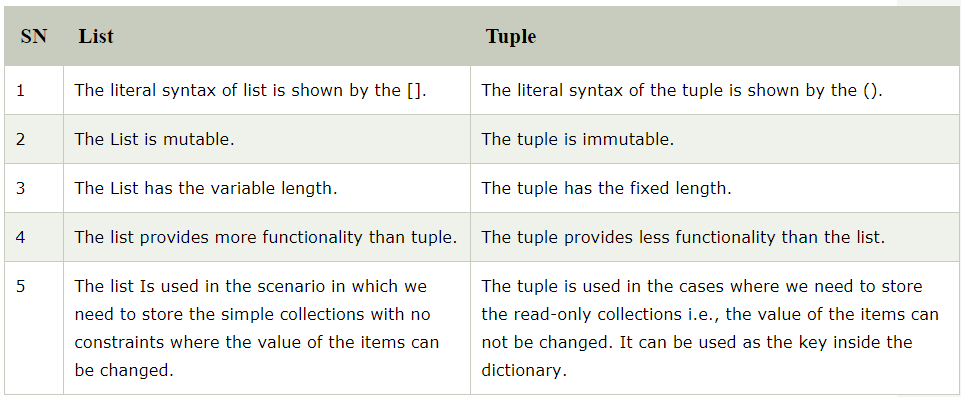 SN List Tuple
1 The literal syntax of list is shown by the []. The literal syntax of the tuple is shown by the ().
2 The List is mutable. The tuple is immutable.
3 The List has the variable length. The tuple has the fixed length.
4 The list provides more functionality than tuple. The tuple provides less functionality than the list.
5 The list Is used in the scenario in which we The tuple is used in the cases where we need to store
need to store the simple collections with no the read-only collections i.e., the value of the items can
constraints where the value of the items can not be changed. It can be used as the key inside the
be changed. dictionary.